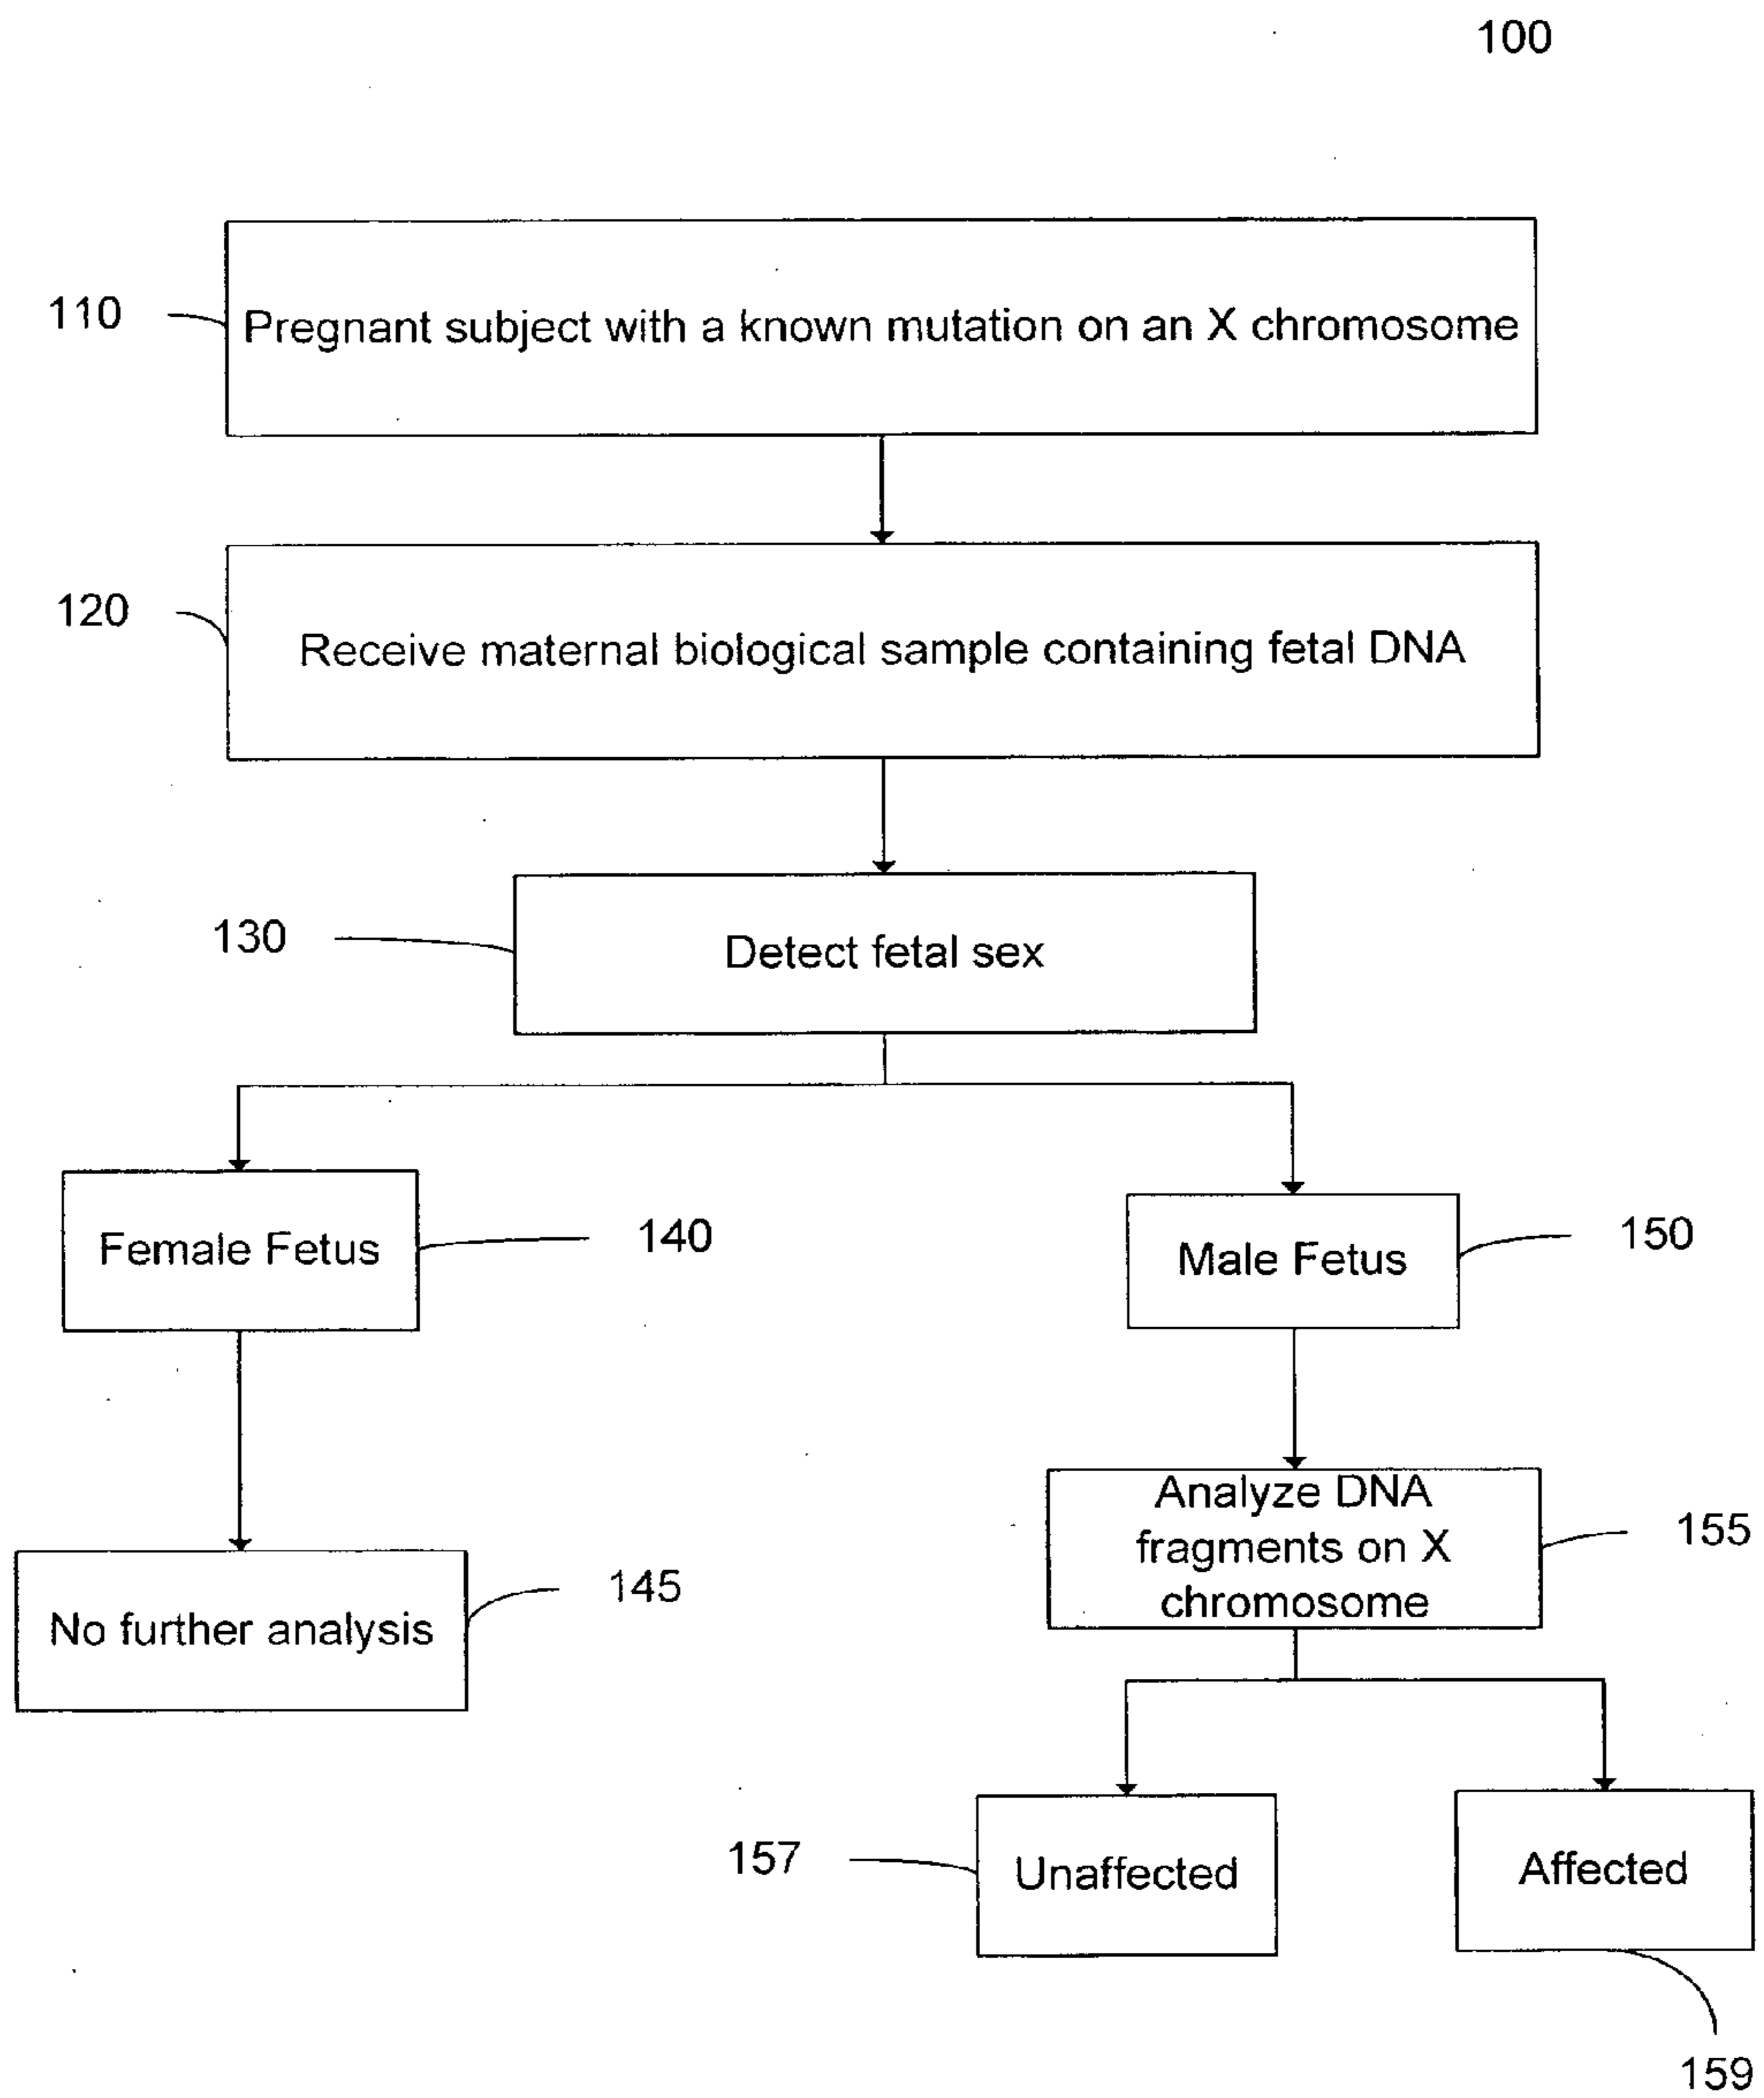 100
110
Pregnant subject with a known mutation on an X chromosome
120
Receive maternal biological sample containing fetal DNA
130
Detect fetal sex
Female Fetus
140
Male Fetus
150
Analyze DNA
fragments on X
chromosome
155
No further analysis
145
157
Unaffected
Affected
159